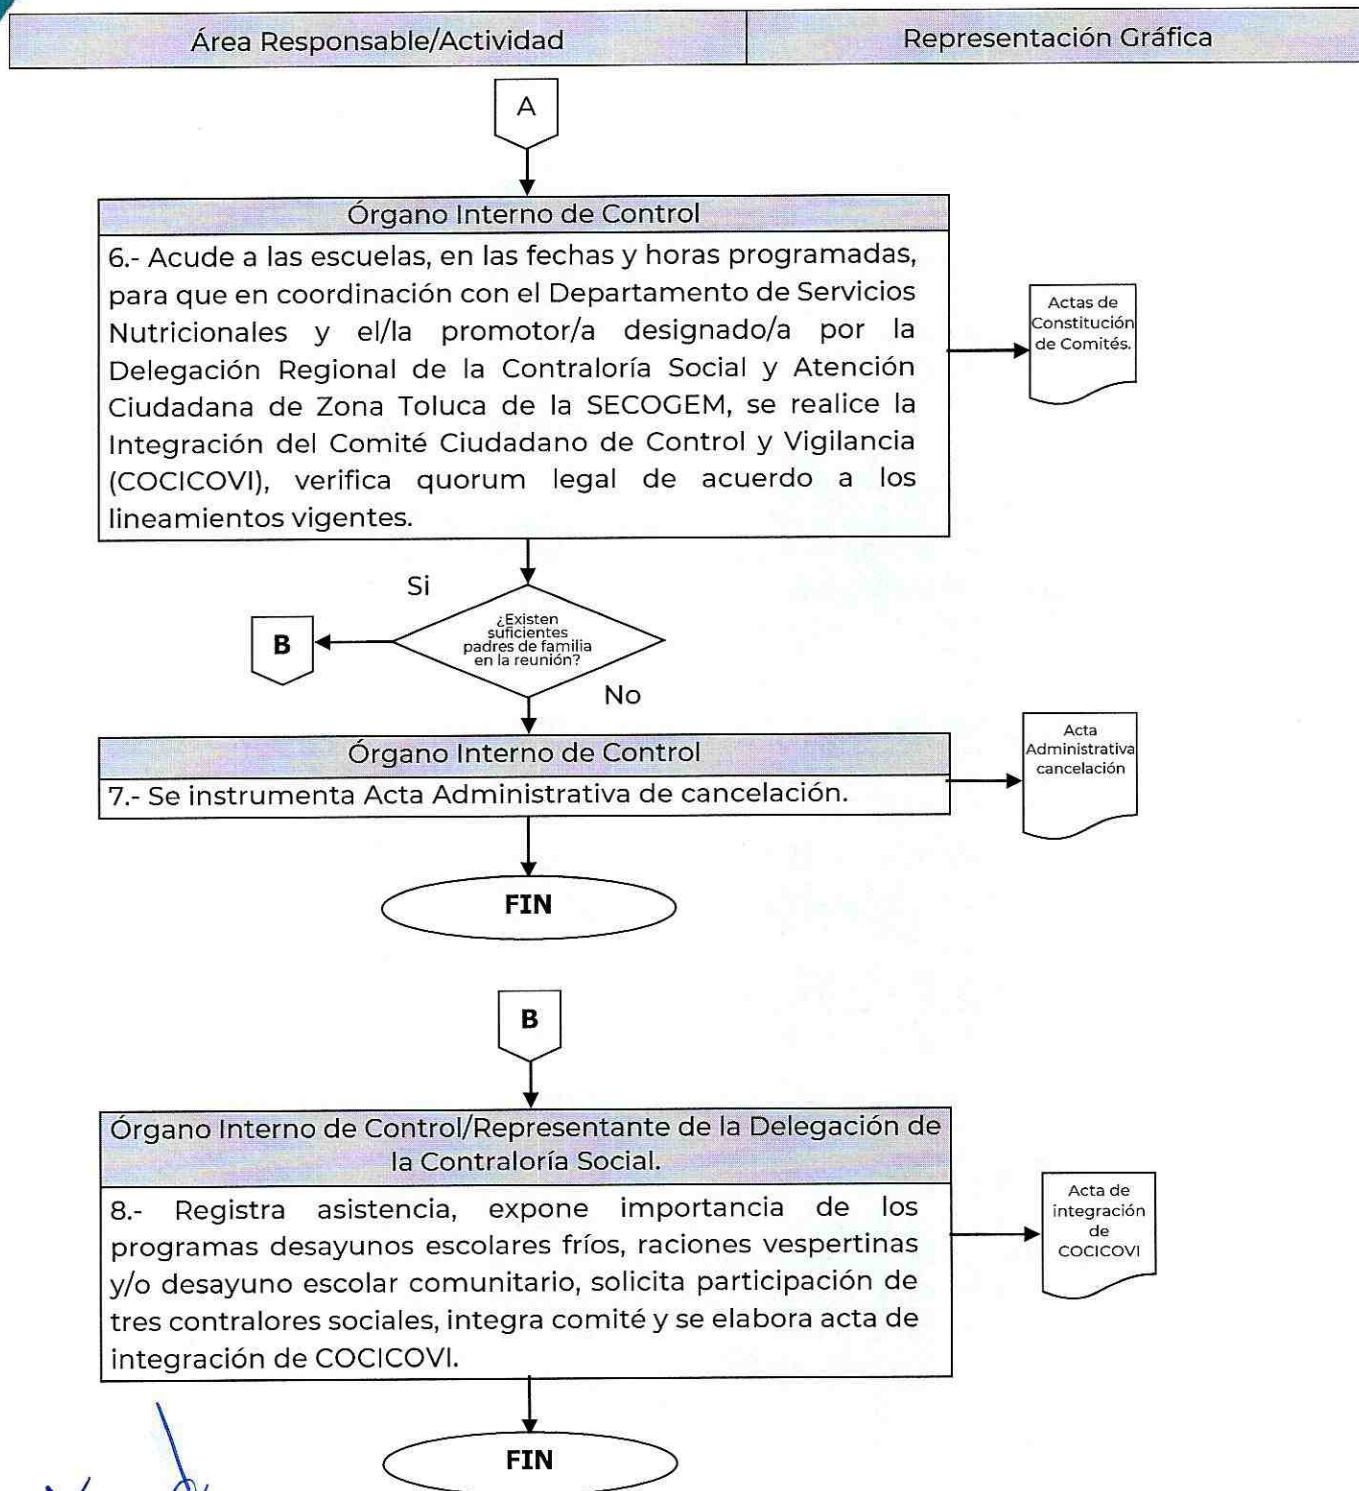 Área Responsable/Actividad
Representación Gráfica
A
Órgano Interno de Control
6.- Acude a las escuelas, en las fechas y horas programadas,
para que en coordinación con el Departamento de Servicios
Nutricionales y el/la promotor/a designado/a por la
Delegación Regional de la Contraloría Social y Atención
Ciudadana de Zona Toluca de la SECOGEM, se realice la
Integración del Comité Ciudadano de Control y Vigilancia
(COCICOVI), verifica quorum legal de acuerdo a los
lineamientos vigentes.
Actas de
Constitución
de Comités.
Si
¿Existen
suficientes
padres de familia
en la reunión?
B
No
Órgano Interno de Control
7.- Se instrumenta Acta Administrativa de cancelación.
Acta
Administrativa
cancelación
FIN
B
Órgano Interno de Control/Representante de la Delegación de
la Contraloría Social.
8.- Registra asistencia, expone importancia de los
programas desayunos escolares fríos, raciones vespertinas
y/o desayuno escolar comunitario, solicita participación de
tres contralores sociales, integra comité y se elabora acta de
integración de COCICOVI.
Acta de
integración
de
COCICOVI
FIN